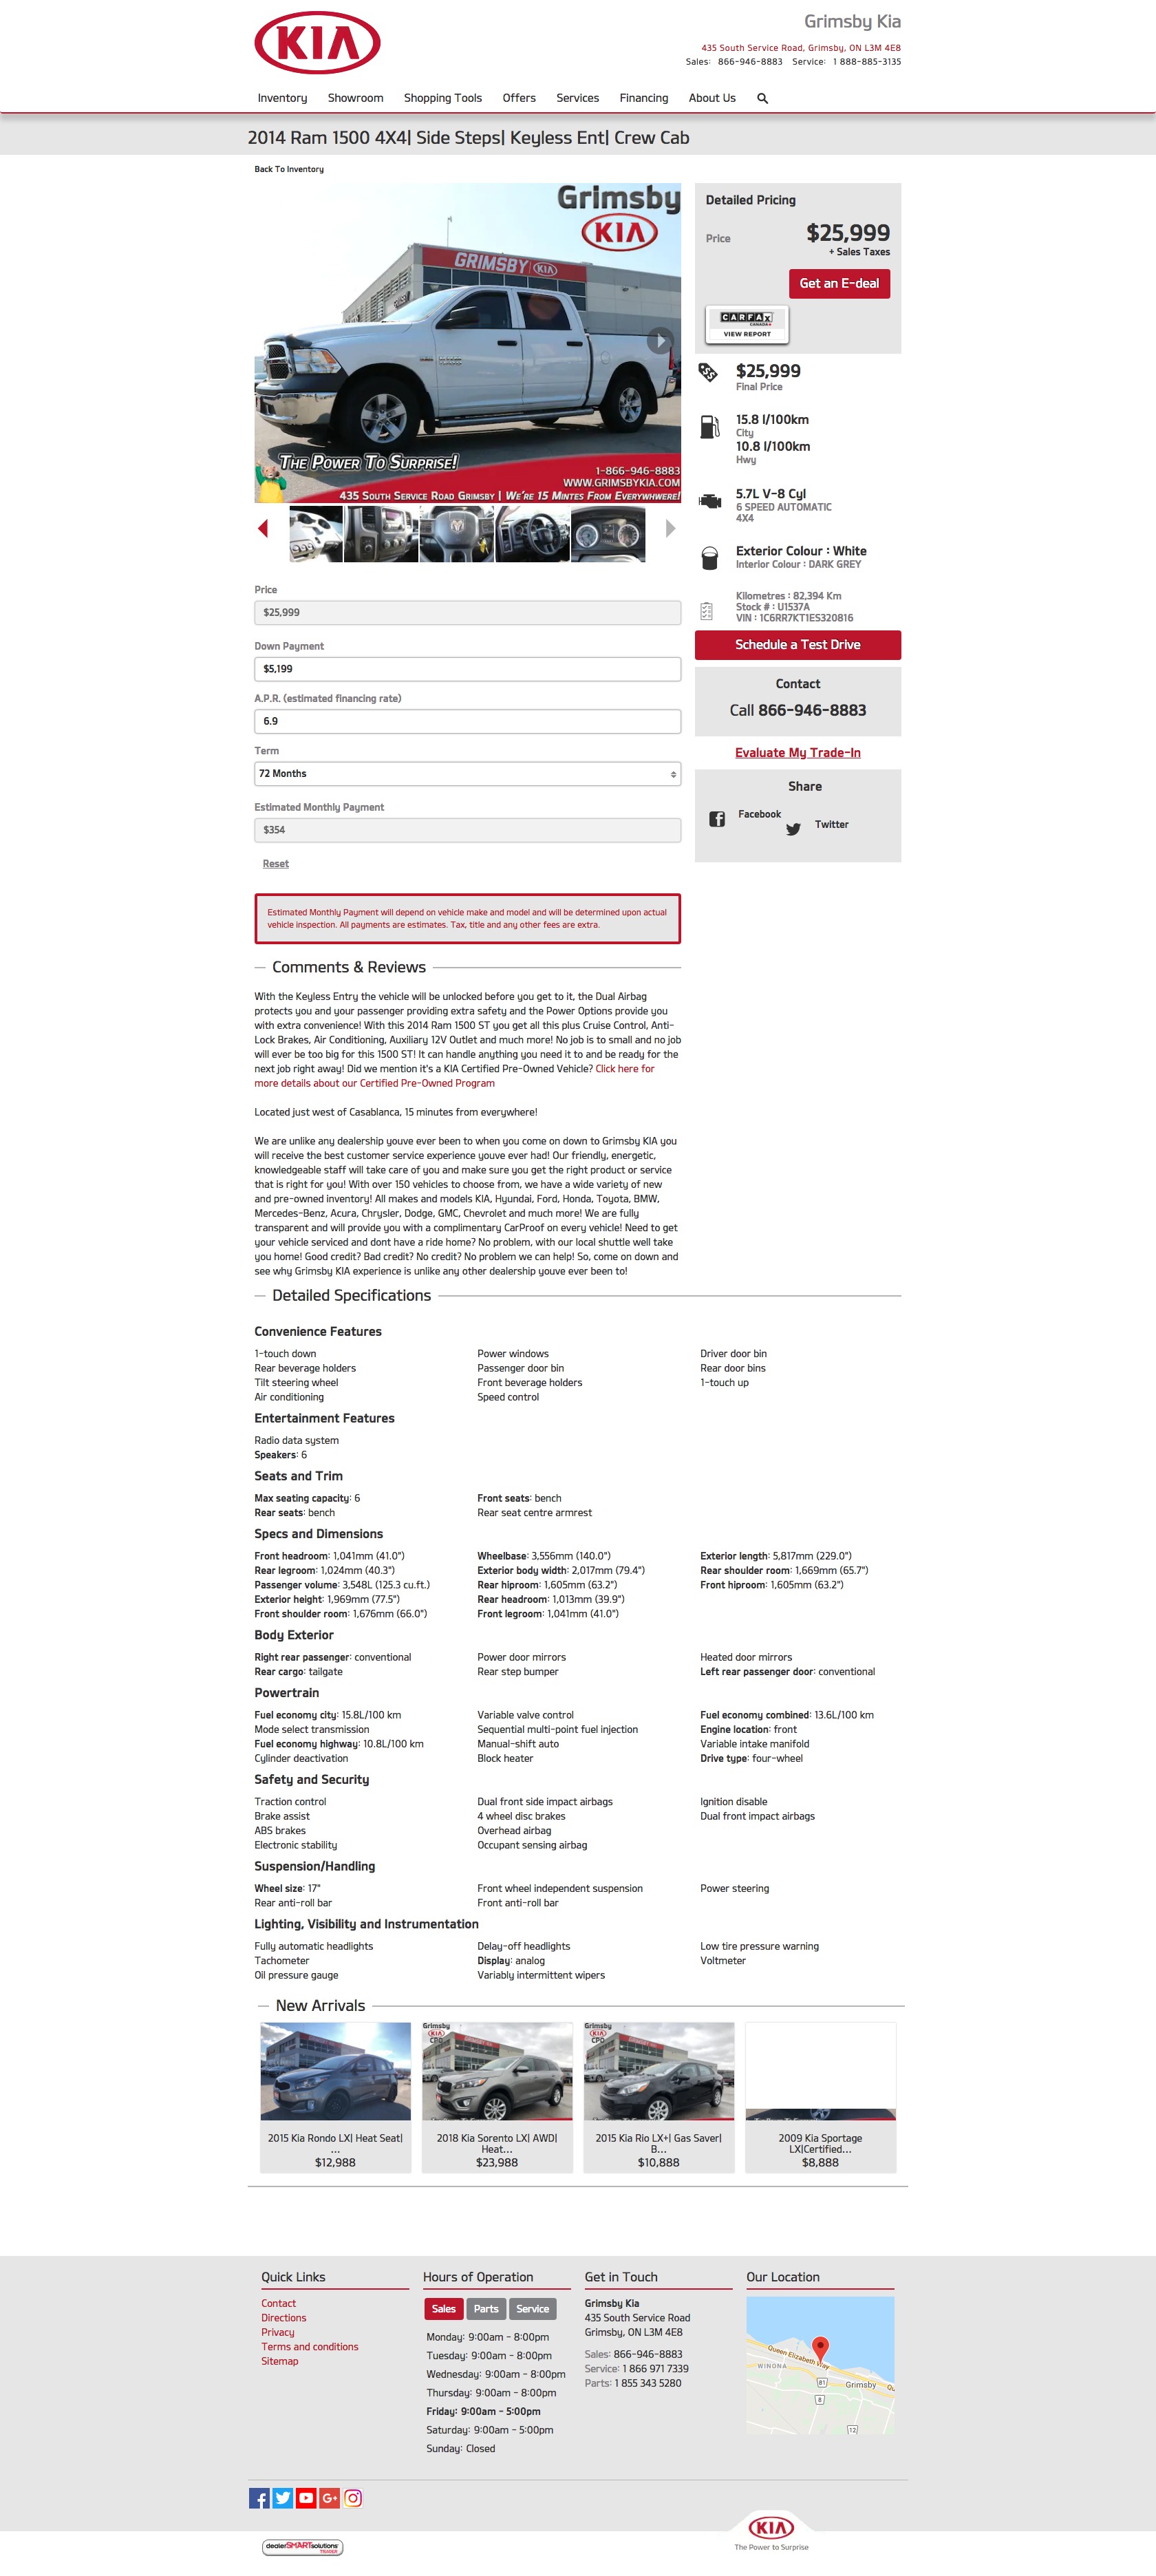 KIA
Grimsby Kia
435 South Service Road, Grimsby, ON L3M 4E8
Sales: 866-946-8883 Service: 1 888-885-3135
Inventory Showroom Shopping Tools Offers Services Financing About Us
2014 Ram 1500 4X4| Side Steps| Keyless Ent| Crew Cab
Back To Inventory
Grimsby
KIA
GRIMSBY KIA
THE POWER TO SURPRISE!
1-866-946-8883
WWW.GRIMSBYKIA.COM
435 SOUTH SERVICE ROAD GRIMSBY | WE'RE 15 MINTES FROM EVERYWHWERE!
Detailed Pricing
Price $25,999
+ Sales Taxes
Get an E-deal
CARFAX
CANADA
VIEW REPORT
$25,999
Final Price
15.8 l/100km
City
10.8 l/100km
Hwy
5.7L V-8 Cyl
6 SPEED AUTOMATIC
4X4
Exterior Colour : White
Interior Colour : DARK GREY
Kilometres : 82,394 Km
Stock # : U1537A
VIN : 1C6RR7KT1ES320816
Schedule a Test Drive
Contact
Call 866-946-8883
Evaluate My Trade-In
Share
Facebook
Twitter
Price
$25,999
Down Payment
$5,199
A.P.R. (estimated financing rate)
6.9
Term
72 Months
Estimated Monthly Payment
$354
Reset
Estimated Monthly Payment will depend on vehicle make and model and will be determined upon actual
vehicle inspection. All payments are estimates. Tax, title and any other fees are extra.
Comments & Reviews
With the Keyless Entry the vehicle will be unlocked before you get to it, the Dual Airbag
protects you and your passenger providing extra safety and the Power Options provide you
with extra convenience! With this 2014 Ram 1500 ST you get all this plus Cruise Control, Anti-
Lock Brakes, Air Conditioning, Auxiliary 12V Outlet and much more! No job is to small and no job
will ever be too big for this 1500 ST! It can handle anything you need it to and be ready for the
next job right away! Did we mention it's a KIA Certified Pre-Owned Vehicle? Click here for
more details about our Certified Pre-Owned Program
Located just west of Casablanca, 15 minutes from everywhere!
We are unlike any dealership youve ever been to when you come on down to Grimsby KIA you
will receive the best customer service experience youve ever had! Our friendly, energetic,
knowledgeable staff will take care of you and make sure you get the right product or service
that is right for you! With over 150 vehicles to choose from, we have a wide variety of new
and pre-owned inventory! All makes and models KIA, Hyundai, Ford, Honda, Toyota, BMW,
Mercedes-Benz, Acura, Chrysler, Dodge, GMC, Chevrolet and much more! We are fully
transparent and will provide you with a complimentary CarProof on every vehicle! Need to get
your vehicle serviced and dont have a ride home? No problem, with our local shuttle well take
you home! Good credit? Bad credit? No credit? No problem we can help! So, come on down and
see why Grimsby KIA experience is unlike any other dealership youve ever been to!
Detailed Specifications
Convenience Features
1-touch down Power windows Driver door bin
Rear beverage holders Passenger door bin Rear door bins
Tilt steering wheel Front beverage holders 1-touch up
Air conditioning Speed control
Entertainment Features
Radio data system
Speakers: 6
Seats and Trim
Max seating capacity: 6 Front seats: bench
Rear seats: bench Rear seat centre armrest
Specs and Dimensions
Front headroom: 1,041mm (41.0") Wheelbase: 3,556mm (140.0") Exterior length: 5,817mm (229.0")
Rear legroom: 1,024mm (40.3") Exterior body width: 2,017mm (79.4") Rear shoulder room: 1,669mm (65.7")
Passenger volume: 3,548L (125.3 cu.ft.) Rear hiproom: 1,605mm (63.2") Front hiproom: 1,605mm (63.2")
Exterior height: 1,969mm (77.5") Rear headroom: 1,013mm (39.9")
Front shoulder room: 1,676mm (66.0") Front legroom: 1,041mm (41.0")
Body Exterior
Right rear passenger: conventional Power door mirrors Heated door mirrors
Rear cargo: tailgate Rear step bumper Left rear passenger door: conventional
Powertrain
Fuel economy city: 15.8L/100 km Variable valve control Fuel economy combined: 13.6L/100 km
Mode select transmission Sequential multi-point fuel injection Engine location: front
Fuel economy highway: 10.8L/100 km Manual-shift auto Variable intake manifold
Cylinder deactivation Block heater Drive type: four-wheel
Safety and Security
Traction control Dual front side impact airbags Ignition disable
Brake assist 4 wheel disc brakes Dual front impact airbags
ABS brakes Overhead airbag
Electronic stability Occupant sensing airbag
Suspension/Handling
Wheel size: 17" Front wheel independent suspension Power steering
Rear anti-roll bar Front anti-roll bar
Lighting, Visibility and Instrumentation
Fully automatic headlights Delay-off headlights Low tire pressure warning
Tachometer Display: analog Voltmeter
Oil pressure gauge Variably intermittent wipers
New Arrivals
Grimsby
KIA
CPO
Grimsby
KIA
CPO
2015 Kia Rondo LX| Heat Seat|
...
$12,988
2018 Kia Sorento LX| AWD|
Heat...
$23,988
2015 Kia Rio LX+| Gas Saver|
B...
$10,888
2009 Kia Sportage
LX|Certified...
$8,888
Quick Links
Contact
Directions
Privacy
Terms and conditions
Sitemap
Hours of Operation
Sales Parts Service
Monday: 9:00am - 8:00pm
Tuesday: 9:00am - 8:00pm
Wednesday: 9:00am - 8:00pm
Thursday: 9:00am - 8:00pm
Friday: 9:00am - 5:00pm
Saturday: 9:00am - 5:00pm
Sunday: Closed
Get in Touch
Grimsby Kia
435 South Service Road
Grimsby, ON L3M 4E8
Sales: 866-946-8883
Service: 1 866 971 7339
Parts: 1 855 343 5280
Our Location
Queen Elizabeth Way
WINONA
81
Grimsby
Qu
8
12
G+
dealerSMARTsolutions
TRADER
KIA
The Power to Surprise